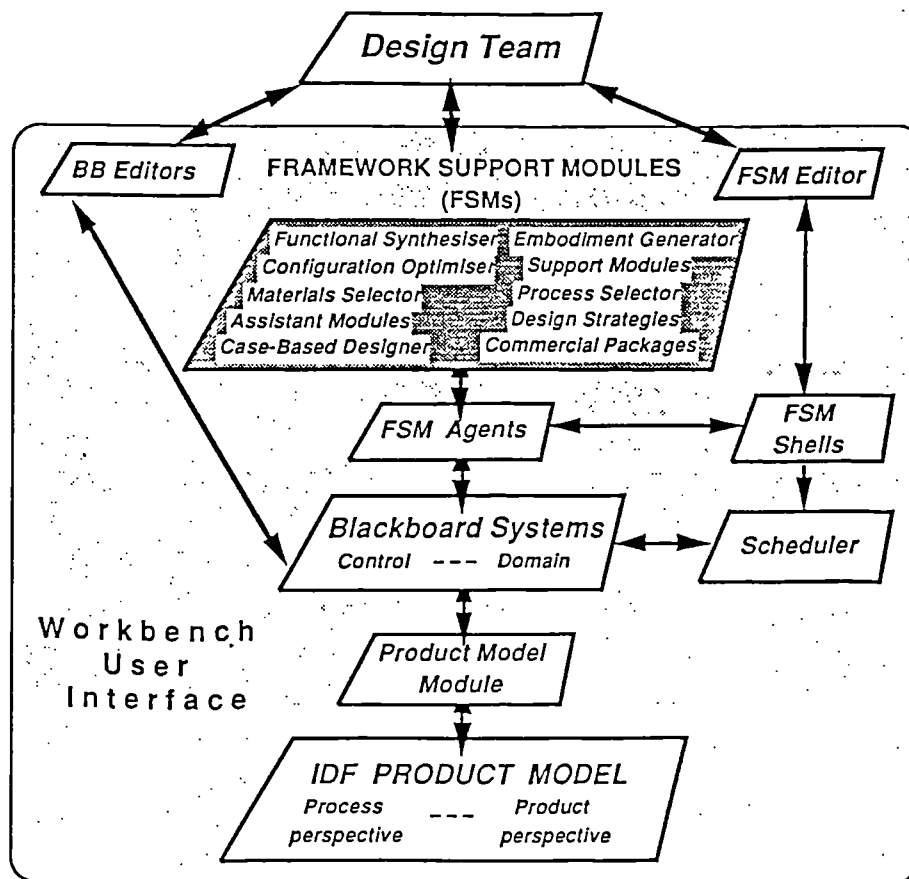 Design Team
BB Editors
FRAMEWORK SUPPORT MODULES
(FSMs)
FSM Editor
Functional Synthesiser
Embodiment Generator
Configuration Optimiser
Support Modules
Materials Selector
Process Selector
Assistant Modules
Design Strategies
Case-Based Designer
Commercial Packages
FSM Agents
FSM
Shells
Blackboard Systems
Control --- Domain
Scheduler
Workbench
User
Interface
Product Model
Module
IDF PRODUCT MODEL
Process --- Product
perspective perspective